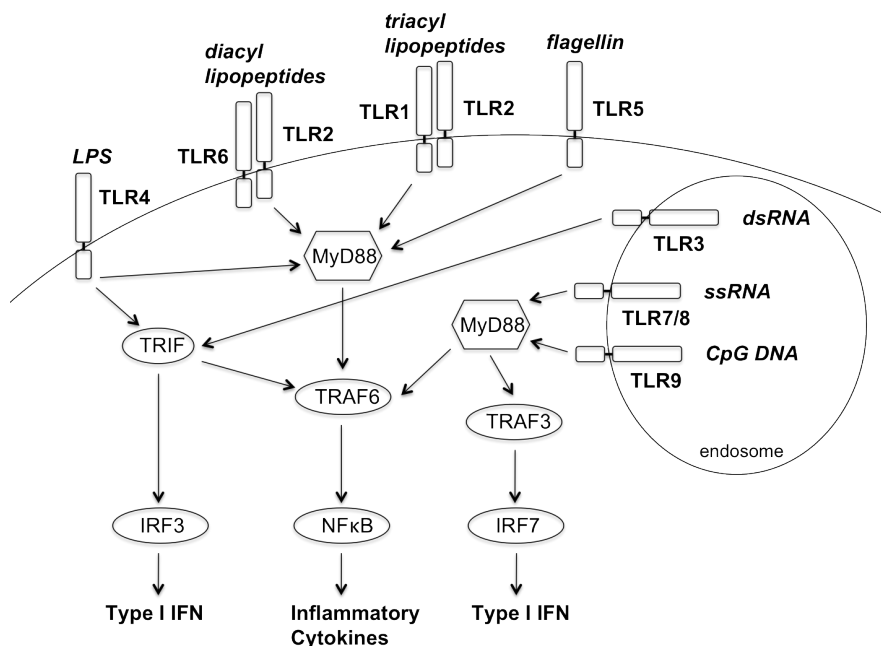 triacyl
lipopeptides
flagellin
diacyl
lipopeptides
TLR1
TLR2
TLR5
TLR6
TLR2
LPS
TLR4
dsRNA
TLR3
MyD88
ssRNA
TLR7/8
MyD88
TRIF
CpG DNA
TLR9
TRAF6
TRAF3
endosome
IRF3
NFκB
IRF7
Type I IFN
Inflammatory
Cytokines
Type I IFN